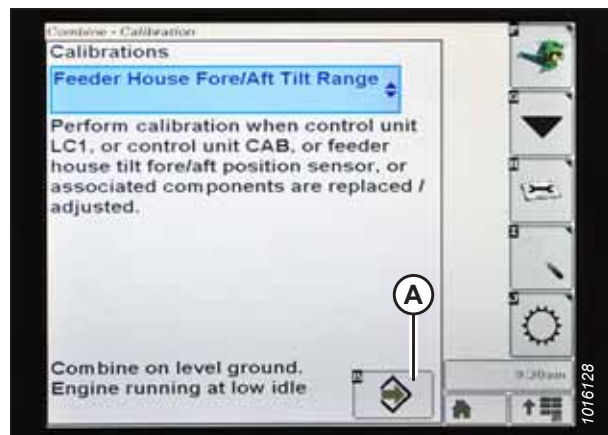 Combine - Calibration
Calibrations
Feeder House Fore/Aft Tilt Range
Perform calibration when control unit
LC1, or control unit CAB, or feeder
house tilt fore/aft position sensor, or
associated components are replaced /
adjusted.
A
Combine on level ground.
Engine running at low idle
9:20am
1016128